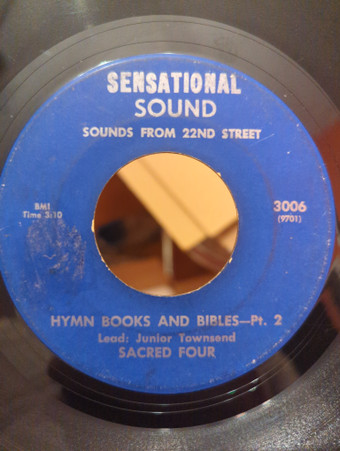 SENSATIONAL
SOUND
SOUNDS FROM 22ND STREET
BMI
Time 3:10
3006
(9701)
HYMN BOOKS AND BIBLES—Pt. 2
Lead: Junior Townsend
SACRED FOUR